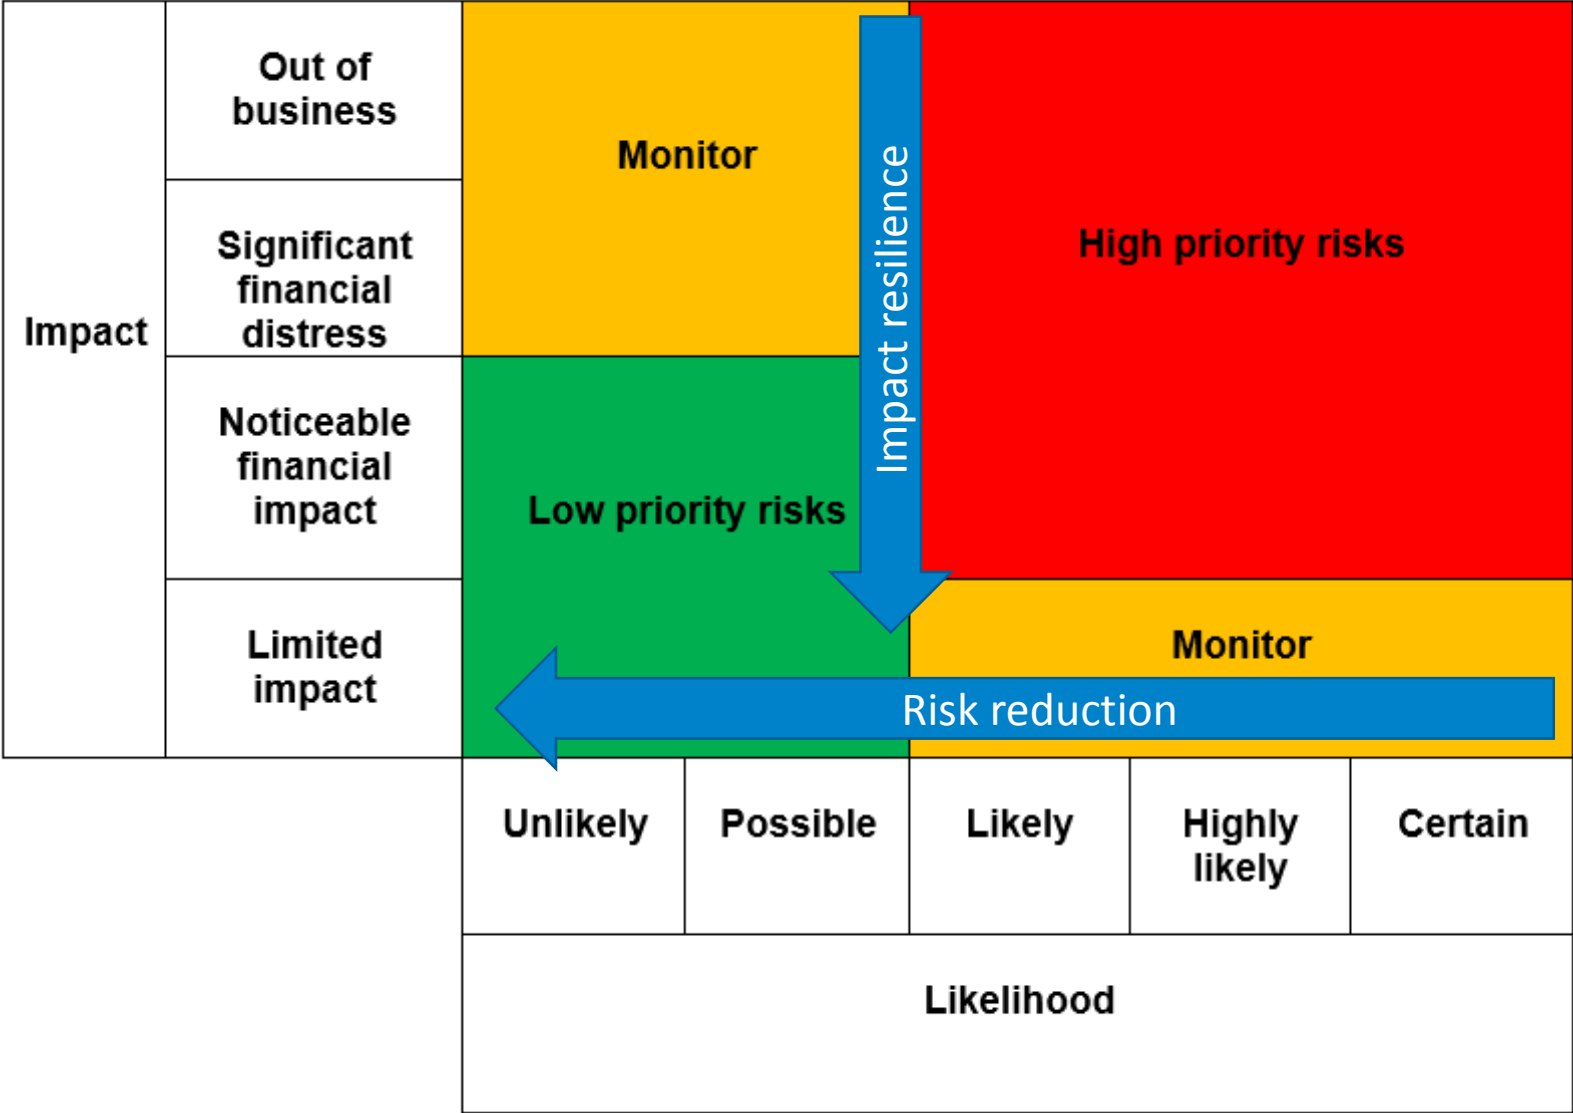 Out of
business
Monitor
Impact resilience
High priority risks
Significant
financial
distress
Impact
Noticeable
financial
impact
Low priority risks
Limited
impact
Monitor
Risk reduction
Unlikely
Possible
Likely
Highly
likely
Certain
Likelihood